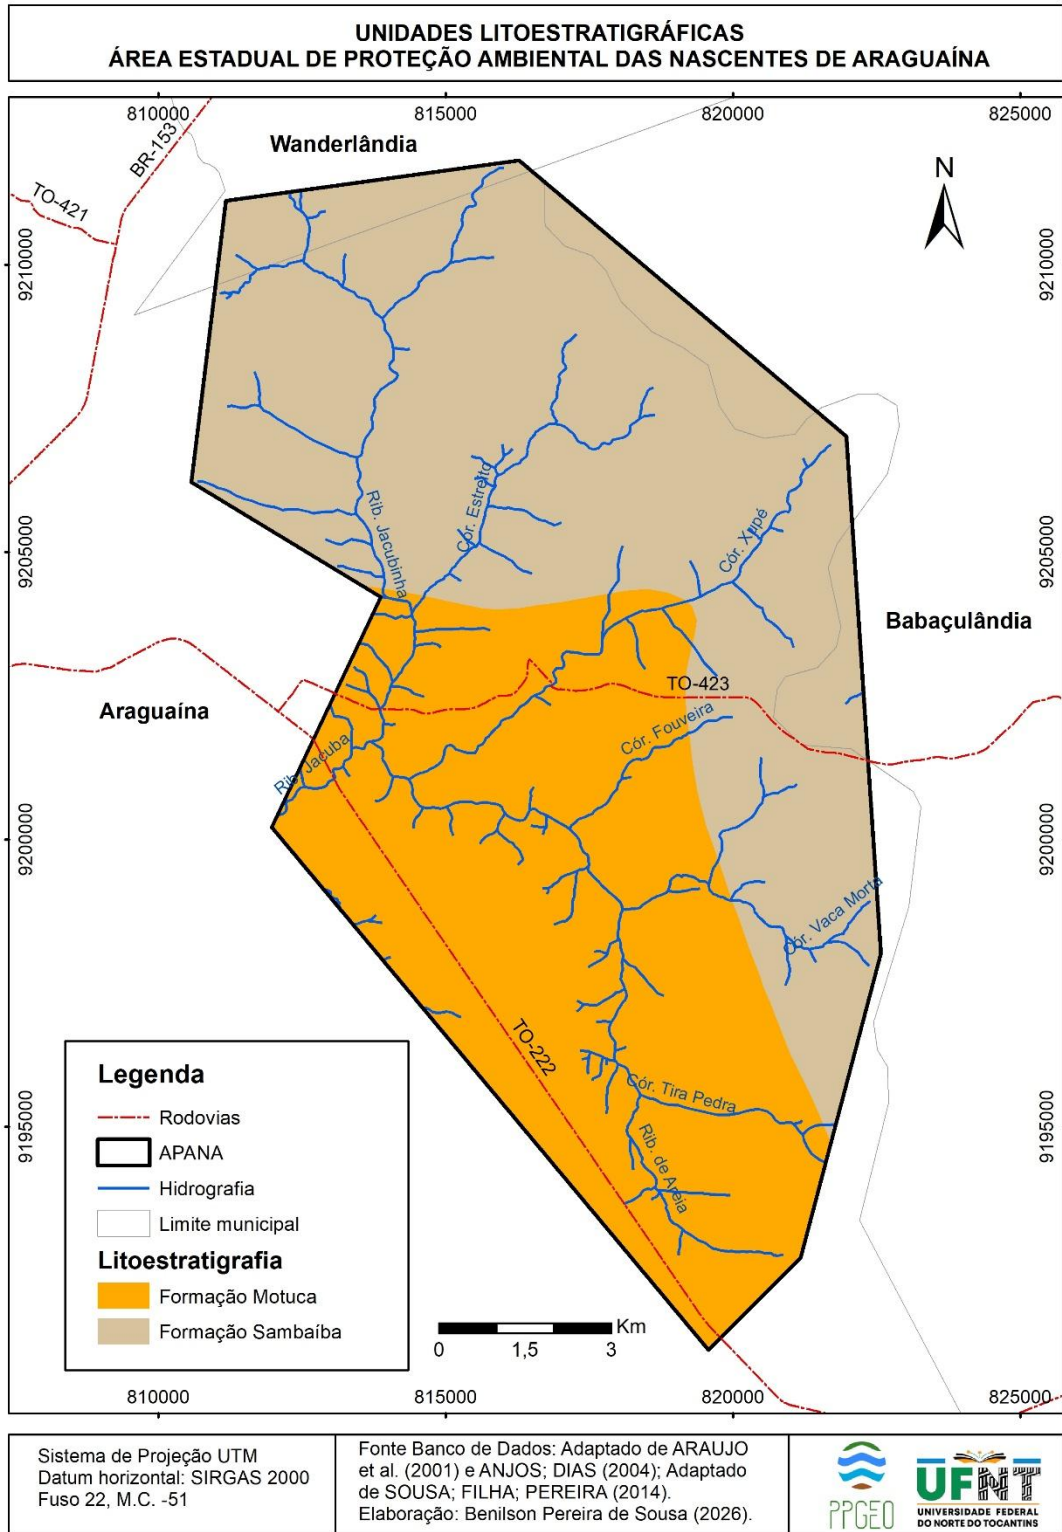 UNIDADES LITOESTRATIGRÁFICAS
ÁREA ESTADUAL DE PROTEÇÃO AMBIENTAL DAS NASCENTES DE ARAGUAÍNA
810000
815000
820000
825000
BR-153
Wanderlândia
N
TO-421
9210000
9210000
Rib. Jacubinha
Cór. Estreito
Cór. Xupé
9205000
9205000
Babaçulândia
TO-423
Araguaína
Cór. Fouveira
Rib. Jacuba
9200000
9200000
Cór. Vaca Morta
TO-222
Cór. Tira Pedra
Rib. de Areia
9195000
9195000
Legenda
Rodovias
APANA
Hidrografia
Limite municipal
Litoestratigrafia
Formação Motuca
Formação Sambaíba
Km
0
1,5
3
810000
815000
820000
825000
Sistema de Projeção UTM
Datum horizontal: SIRGAS 2000
Fuso 22, M.C. -51
Fonte Banco de Dados: Adaptado de ARAUJO
et al. (2001) e ANJOS; DIAS (2004); Adaptado
de SOUSA; FILHA; PEREIRA (2014).
Elaboração: Benilson Pereira de Sousa (2026).
PPGEO
UFNT
UNIVERSIDADE FEDERAL
DO NORTE DO TOCANTINS